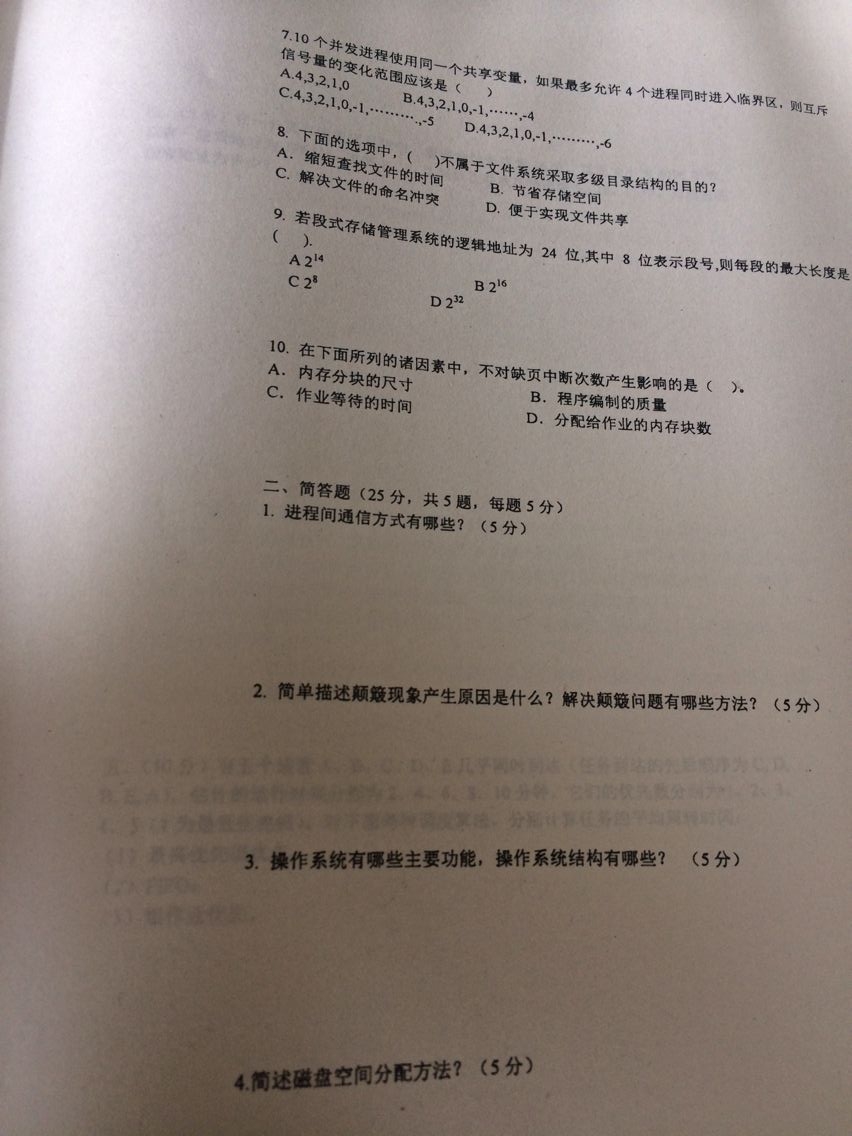 7.10 个并发进程使用同一个共享变量，如果最多允许 4 个进程同时进入临界区，则互斥
信号量的变化范围应该是（ ）
A.4,3,2,1,0 B.4,3,2,1,0,-1,……,-4
C.4,3,2,1,0,-1,……….,-5 D.4,3,2,1,0,-1,………,-6
8. 下面的选项中，( )不属于文件系统采取多级目录结构的目的？
A. 缩短查找文件的时间 B. 节省存储空间
C. 解决文件的命名冲突 D. 便于实现文件共享
9. 若段式存储管理系统的逻辑地址为 24 位,其中 8 位表示段号,则每段的最大长度是
( ).
A 2¹⁴ B 2¹⁶
C 2⁸ D 2³²
10. 在下面所列的诸因素中，不对缺页中断次数产生影响的是（ ）。
A. 内存分块的尺寸 B. 程序编制的质量
C. 作业等待的时间 D. 分配给作业的内存块数
二、简答题（25 分，共 5 题，每题 5 分）
1. 进程间通信方式有哪些？（5 分）
2. 简单描述颠簸现象产生原因是什么？解决颠簸问题有哪些方法？（5 分）
3. 操作系统有哪些主要功能，操作系统结构有哪些？ （5 分）
4.简述磁盘空间分配方法？（5 分）